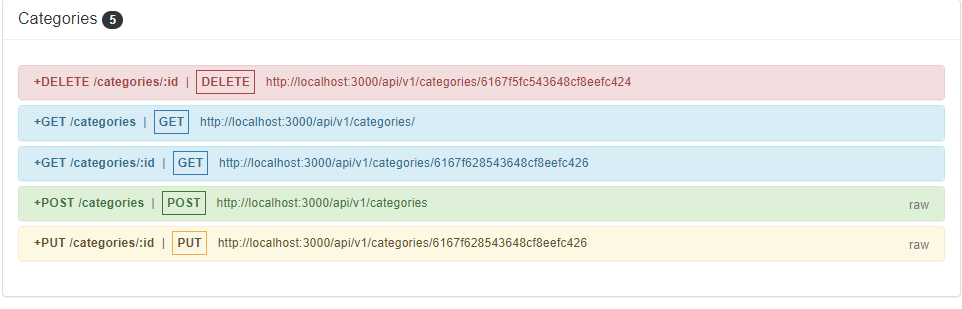 Categories 5
+DELETE /categories/:id | DELETE http://localhost:3000/api/v1/categories/6167f5fc543648cf8eefc424
+GET /categories | GET http://localhost:3000/api/v1/categories/
+GET /categories/:id | GET http://localhost:3000/api/v1/categories/6167f628543648cf8eefc426
+POST /categories | POST http://localhost:3000/api/v1/categories raw
+PUT /categories/:id | PUT http://localhost:3000/api/v1/categories/6167f628543648cf8eefc426 raw